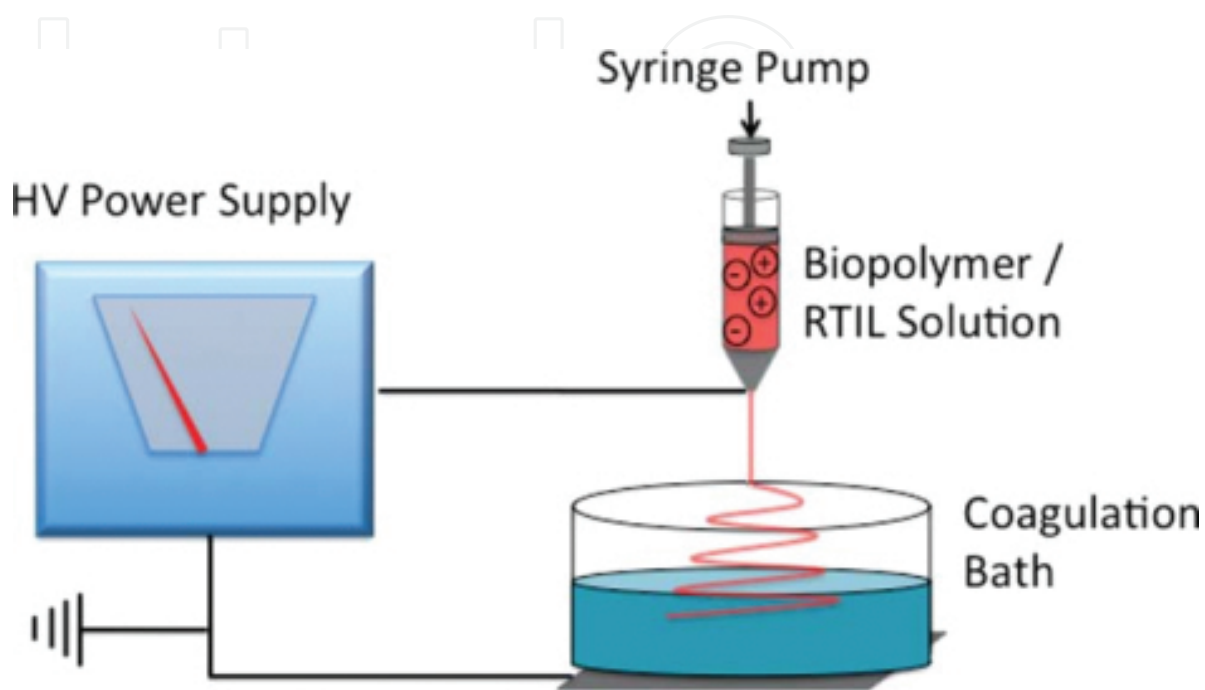 Syringe Pump
HV Power Supply
Biopolymer /
RTIL Solution
Coagulation
Bath